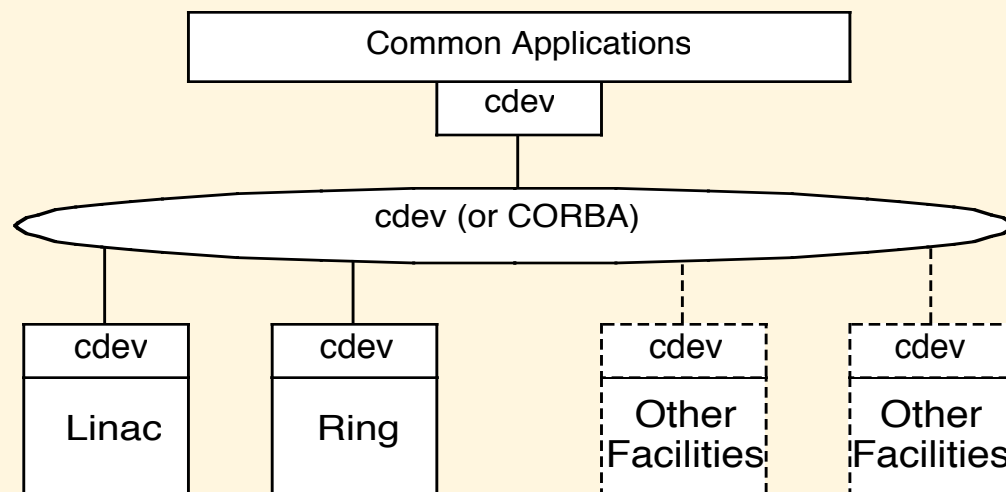 Common Applications
cdev
cdev (or CORBA)
cdev
cdev
cdev
cdev
Linac
Ring
Other
Facilities
Other
Facilities